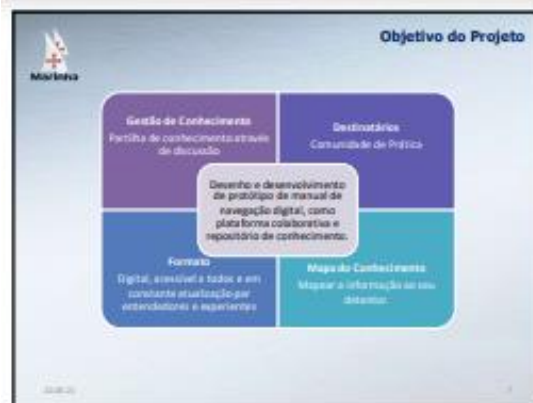 Objetivo do Projeto
Marinha
Gestão de Conhecimento
Partilha de conhecimento através
de discussão
Destinatários
Comunidade de Prática
Desenho e desenvolvimento
de protótipo de manual de
navegação digital, como
plataforma colaborativa e
repositório de conhecimento.
Formato
Digital, acessível a todos e em
constante atualização por
entendedores e experientes
Mapa do Conhecimento
Mapear a informação ao seu
detentor.